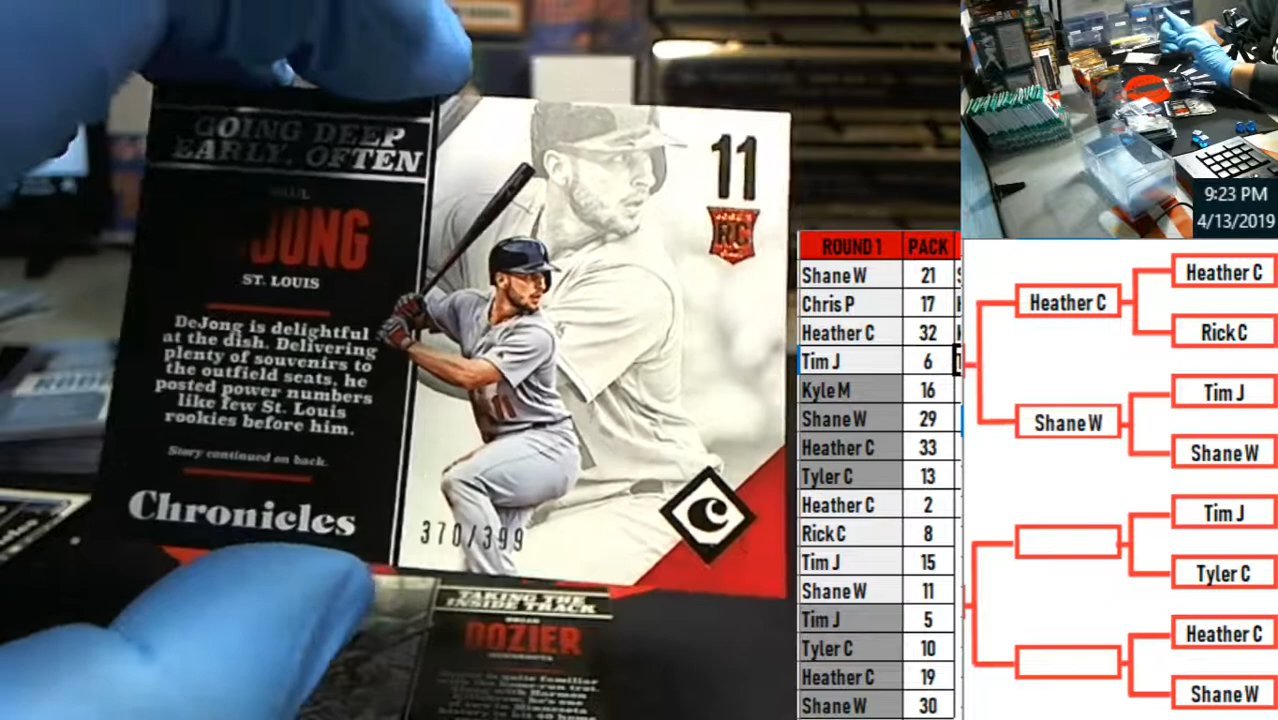 GOING DEEP
EARLY, OFTEN
PAUL
JONG
ST. LOUIS
DeJong is delightful
at the dish. Delivering
plenty of souvenirs to
the outfield seats, he
posted power numbers
like few St. Louis
rookies before him.
Story continued on back.
Chronicles
11
RC
C
370/399
TAKING THE
INSIDE TRACK
BRIAN
DOZIER
MINNESOTA
9:23 PM
4/13/2019
ROUND 1 PACK
Shane W 21
Chris P 17
Heather C 32
Tim J 6
Kyle M 16
Shane W 29
Heather C 33
Tyler C 13
Heather C 2
Rick C 8
Tim J 15
Shane W 11
Tim J 5
Tyler C 10
Heather C 19
Shane W 30
Heather C
Heather C
Rick C
Tim J
Shane W
Shane W
Tim J
Tyler C
Heather C
Shane W